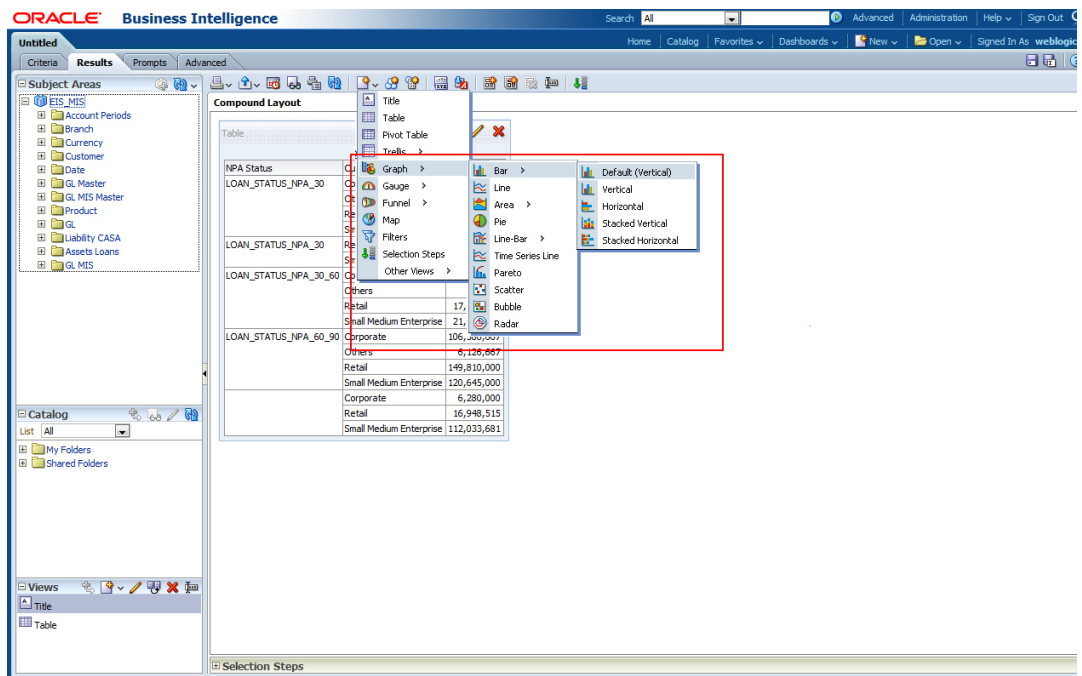 ORACLE Business Intelligence
Search All Advanced Administration Help Sign Out
Untitled
Home Catalog Favorites Dashboards New Open Signed In As weblogic
Criteria Results Prompts Advanced
Subject Areas
EIS_MIS
Account Periods
Branch
Currency
Customer
Date
GL Master
GL MIS Master
Product
GL
Liability CASA
Assets Loans
GL MIS
Catalog
List All
My Folders
Shared Folders
Views
Title
Table
Compound Layout
Table
NPA Status
LOAN_STATUS_NPA_30
LOAN_STATUS_NPA_30
LOAN_STATUS_NPA_30_60
Others
Retail 17,
Small Medium Enterprise 21,
LOAN_STATUS_NPA_60_90 Corporate
Others 6,126,667
Retail 149,810,000
Small Medium Enterprise 120,645,000
Corporate 6,280,000
Retail 16,948,515
Small Medium Enterprise 112,033,681
Title
Table
Pivot Table
Trellis >
Graph >
Gauge >
Funnel >
Map
Filters
Selection Steps
Other Views >
Bar >
Line
Area >
Pie
Line-Bar >
Time Series Line
Pareto
Scatter
Bubble
Radar
Default (Vertical)
Vertical
Horizontal
Stacked Vertical
Stacked Horizontal
Selection Steps